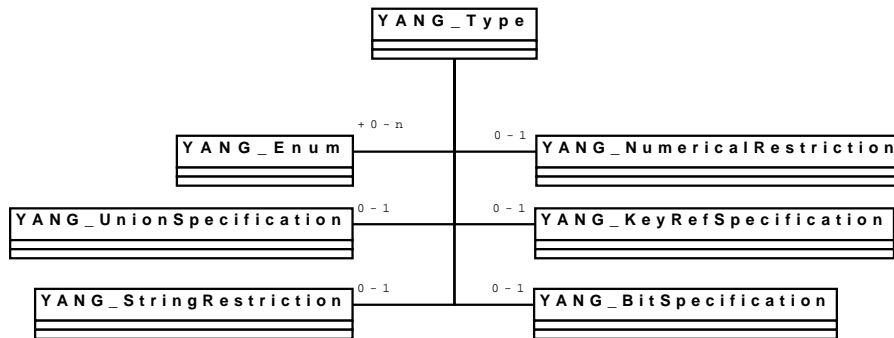 YANG_Type
+0-n
0-1
YANG_Enum
YANG_NumericalRestriction
0-1
0-1
YANG_UnionSpecification
YANG_KeyRefSpecification
0-1
0-1
YANG_StringRestriction
YANG_BitSpecification